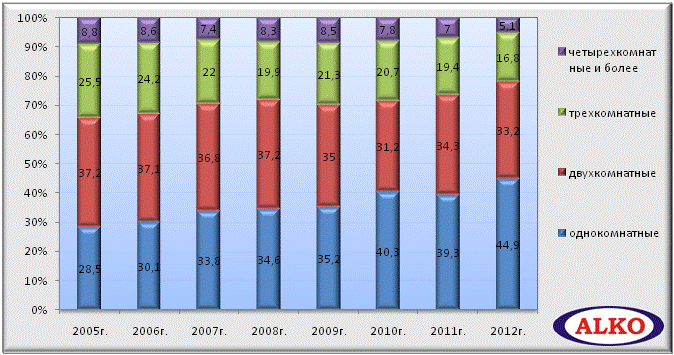 100%
90%
80%
70%
60%
50%
40%
30%
20%
10%
0%
8,8 8,6 7,4 8,3 8,5 7,8 7 5,1
25,5 24,2 22 19,9 21,3 20,7 19,4 16,8
37,2 37,1 36,8 37,2 35 31,2 34,3 33,2
28,5 30,1 33,8 34,6 35,2 40,3 39,3 44,9
2005г. 2006г. 2007г. 2008г. 2009г. 2010г. 2011г. 2012г.
четырехкомнат
ные и более
трехкомнатные
двухкомнатные
однокомнатные
ALKO